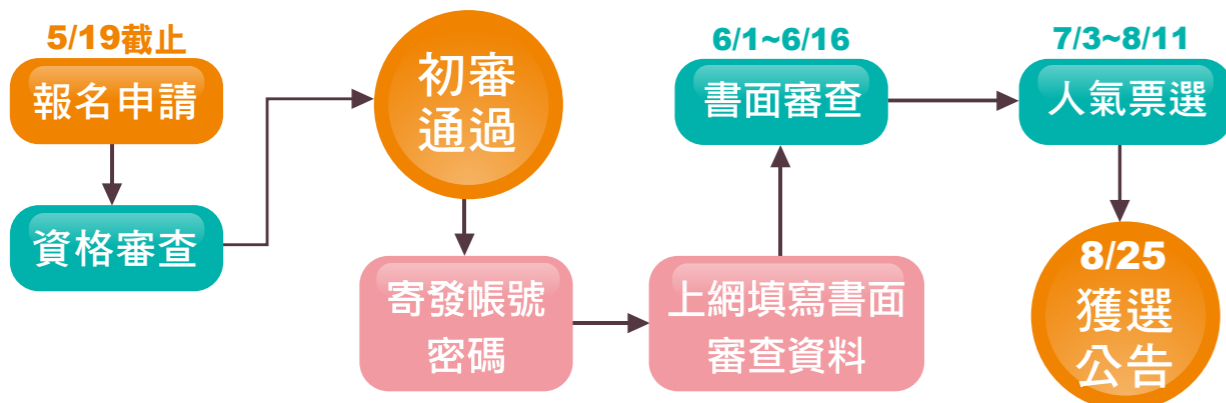 5/19截止
報名申請
資格審查
初審
通過
寄發帳號
密碼
上網填寫書面
審查資料
6/1~6/16
書面審查
7/3~8/11
人氣票選
8/25
獲選
公告